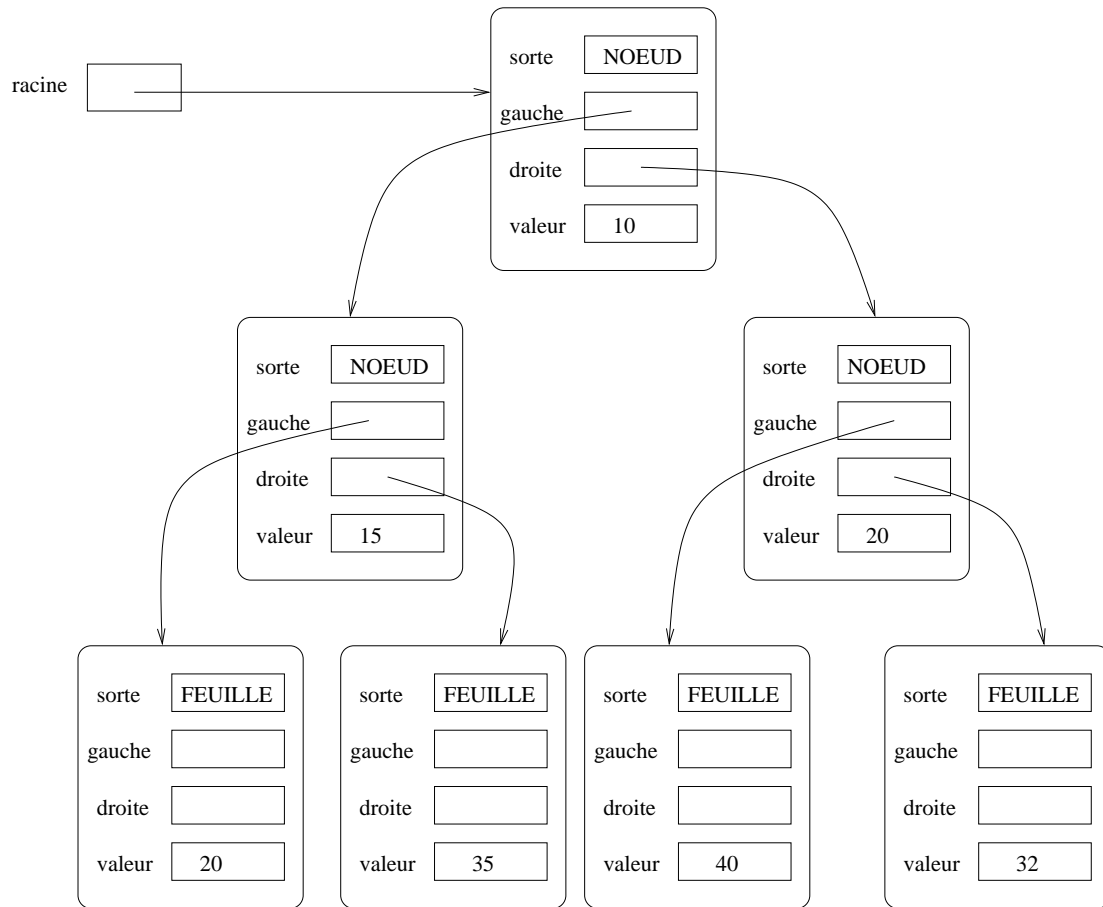 racine
sorte NOEUD
gauche
droite
valeur 10
sorte NOEUD
gauche
droite
valeur 15
sorte NOEUD
gauche
droite
valeur 20
sorte FEUILLE
gauche
droite
valeur 20
sorte FEUILLE
gauche
droite
valeur 35
sorte FEUILLE
gauche
droite
valeur 40
sorte FEUILLE
gauche
droite
valeur 32